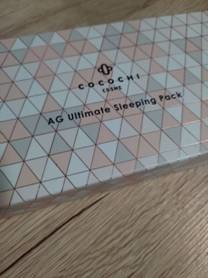 COCOCHI
COSME
AG Ultimate Sleeping Pack